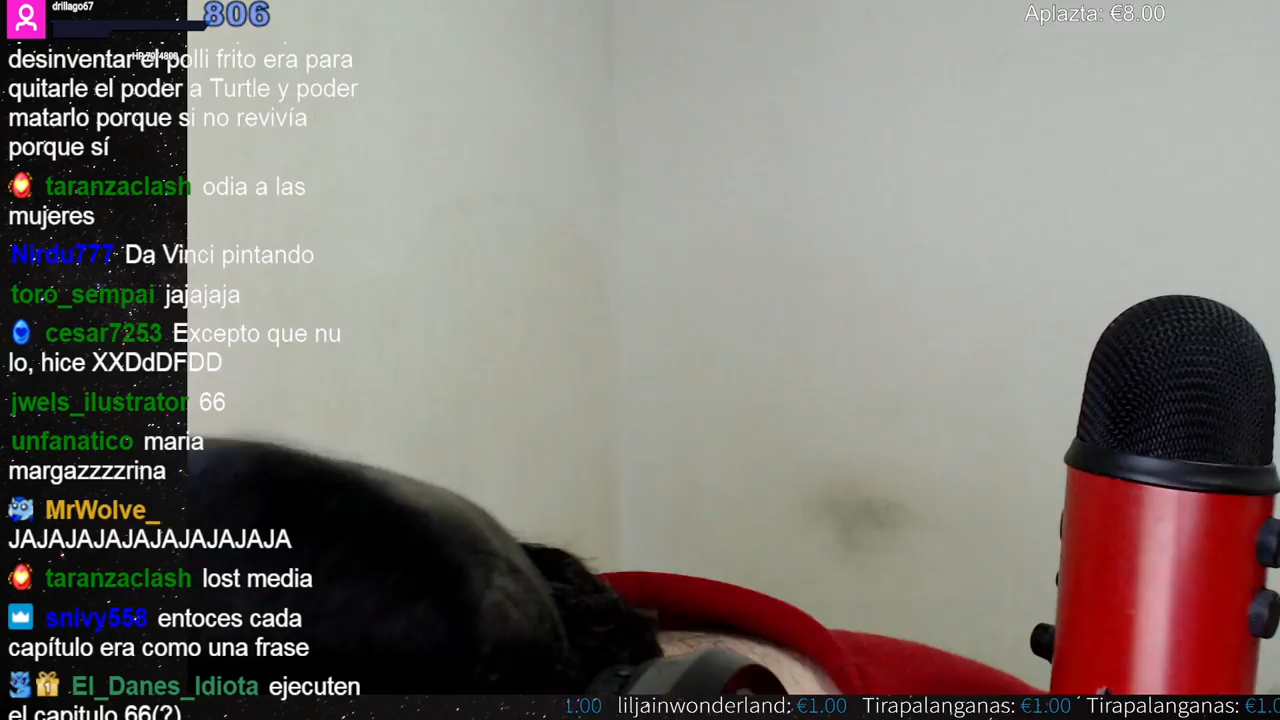 drillago67
806
Aplazta: €8.00
desinventar el polli frito era para
quitarle el poder a Turtle y poder
matarlo porque si no revivía
porque sí
taranzaclash odia a las
mujeres
Nirdu777 Da Vinci pintando
toro_sempai jajajaja
cesar7253 Excepto que nu
lo, hice XXDdDFDD
jwels_ilustrator 66
unfanatico maria
margazzzzrina
MrWolve_
JAJAJAJAJAJAJAJAJAJA
taranzaclash lost media
snivy558 entoces cada
capítulo era como una frase
El_Danes_Idiota ejecuten
el capitulo 66(?)
1.00 liljainwonderland: €1.00 Tirapalanganas: €1.00 Tirapalanganas: